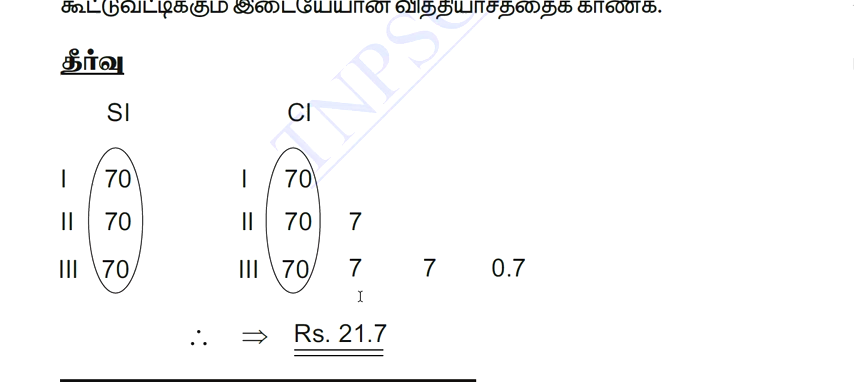 கூட்டுவட்டிக்கும் இடையேயான வித்தியாசத்தைக் காண்க.
தீர்வு
SI CI
I 70 I 70
II 70 II 70 7
III 70 III 70 7 7 0.7
∴ ⇒ Rs. 21.7
TNPSC